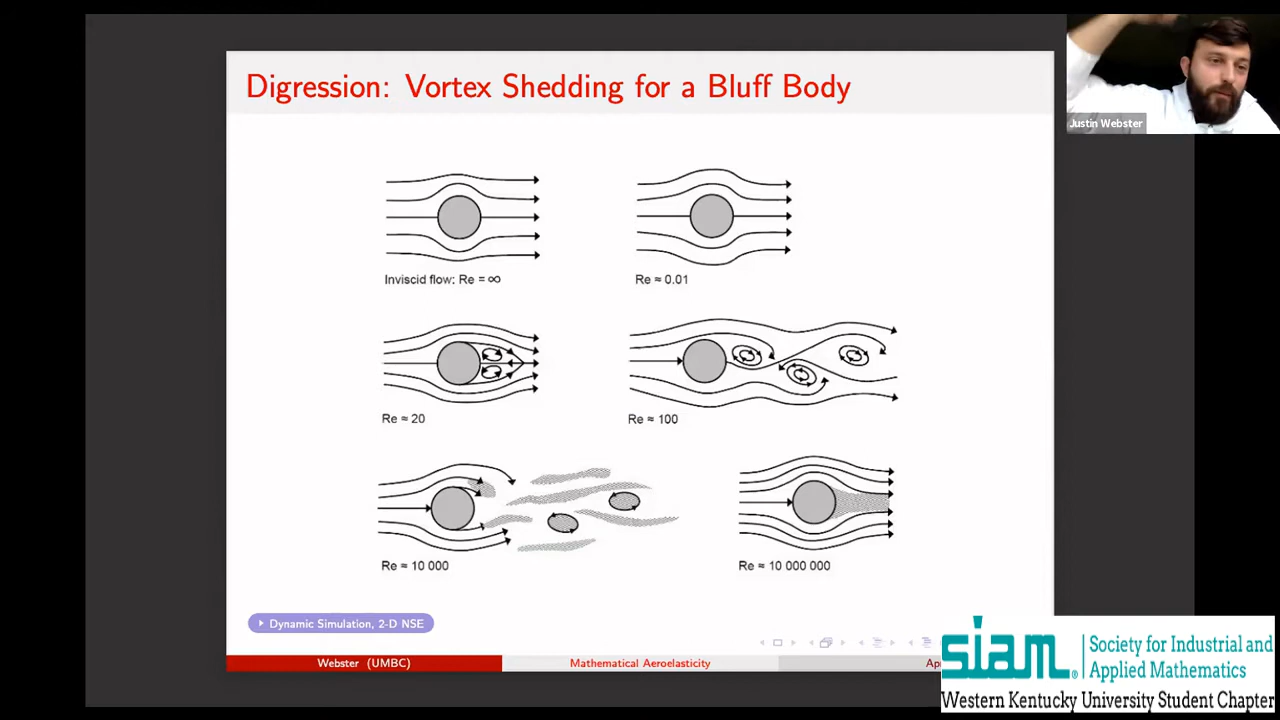 Digression: Vortex Shedding for a Bluff Body
Justin Webster
Inviscid flow: Re = ∞
Re ≈ 0.01
Re ≈ 20
Re ≈ 100
Re ≈ 10 000
Re ≈ 10 000 000
Dynamic Simulation, 2-D NSE
Webster (UMBC)
Mathematical Aeroelasticity
Ap
siam®
Society for Industrial and
Applied Mathematics
Western Kentucky University Student Chapter